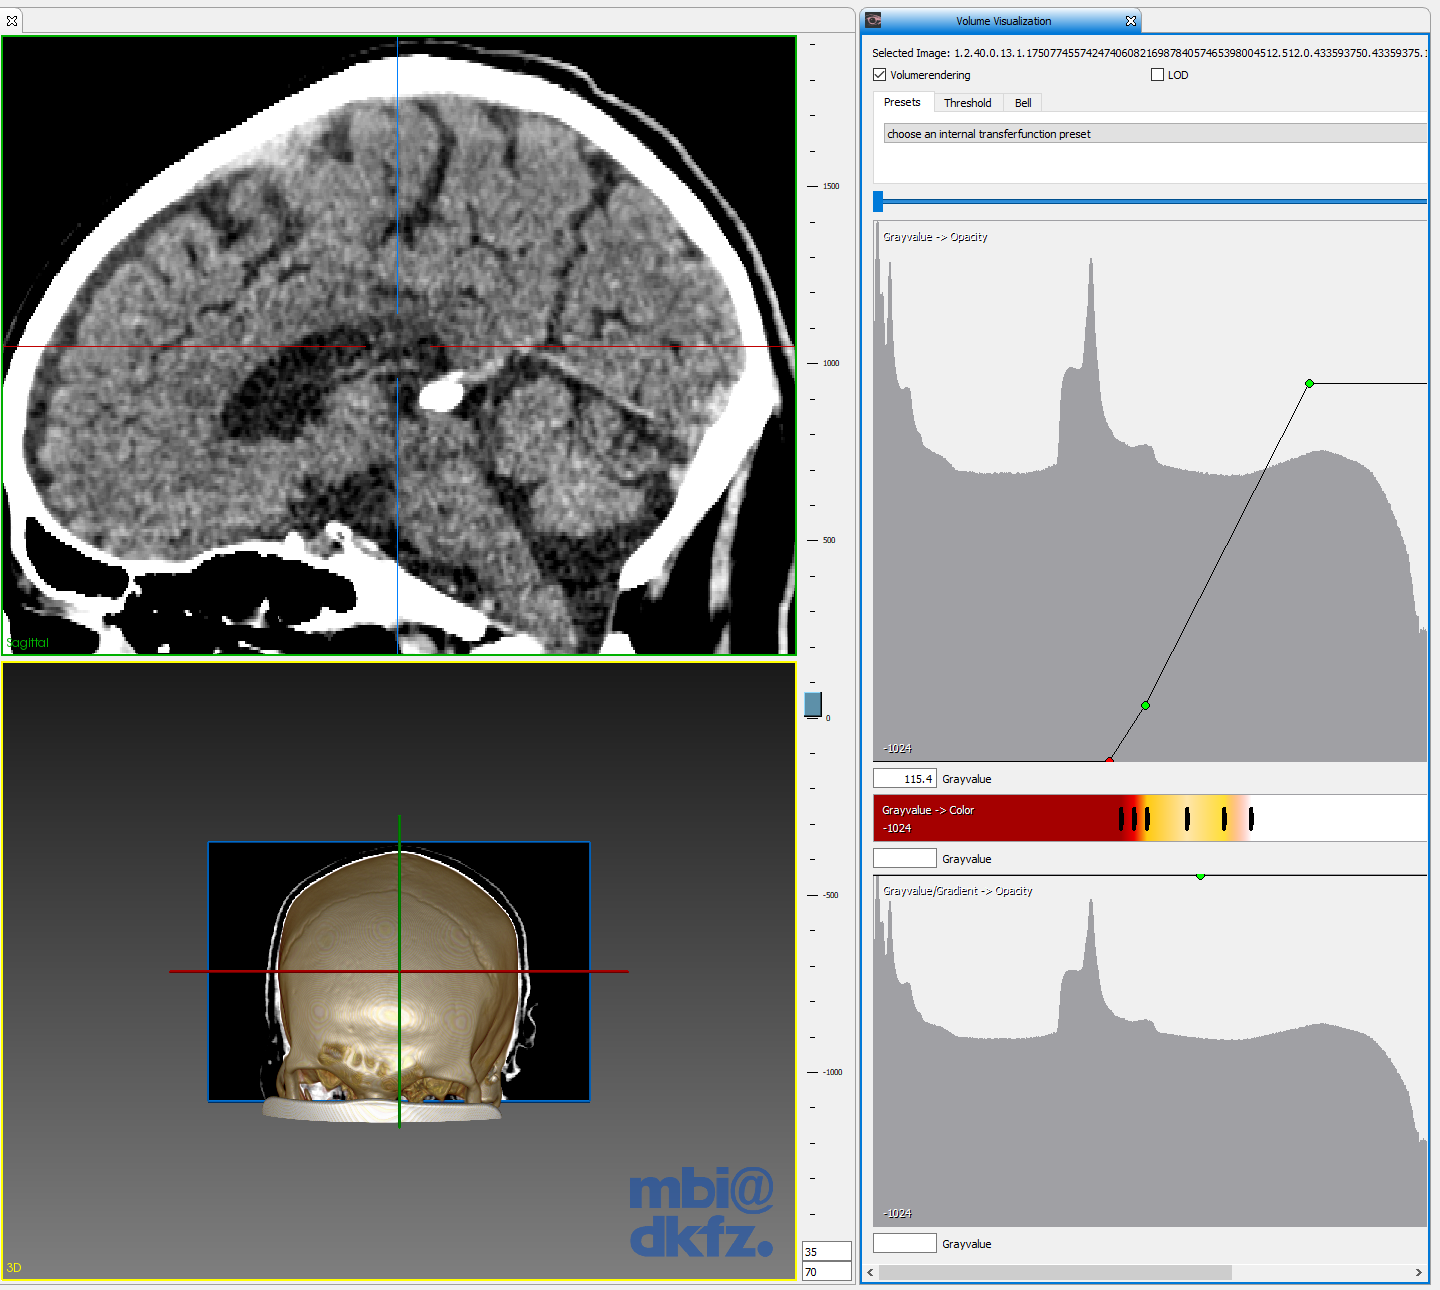 Volume Visualization
Selected Image: 1.2.40.0.13.1.175077455742474060821698784057465398004512.512.0.433593750.43359375.1
Volumerendering
LOD
Presets
Threshold
Bell
choose an internal transferfunction preset
Grayvalue -> Opacity
-1024
115.4 Grayvalue
Grayvalue -> Color
-1024
Grayvalue
Grayvalue/Gradient -> Opacity
-1024
Grayvalue
Sagittal
1500
1000
500
0
-500
-1000
35
70
mbi@
dkfz.
3D